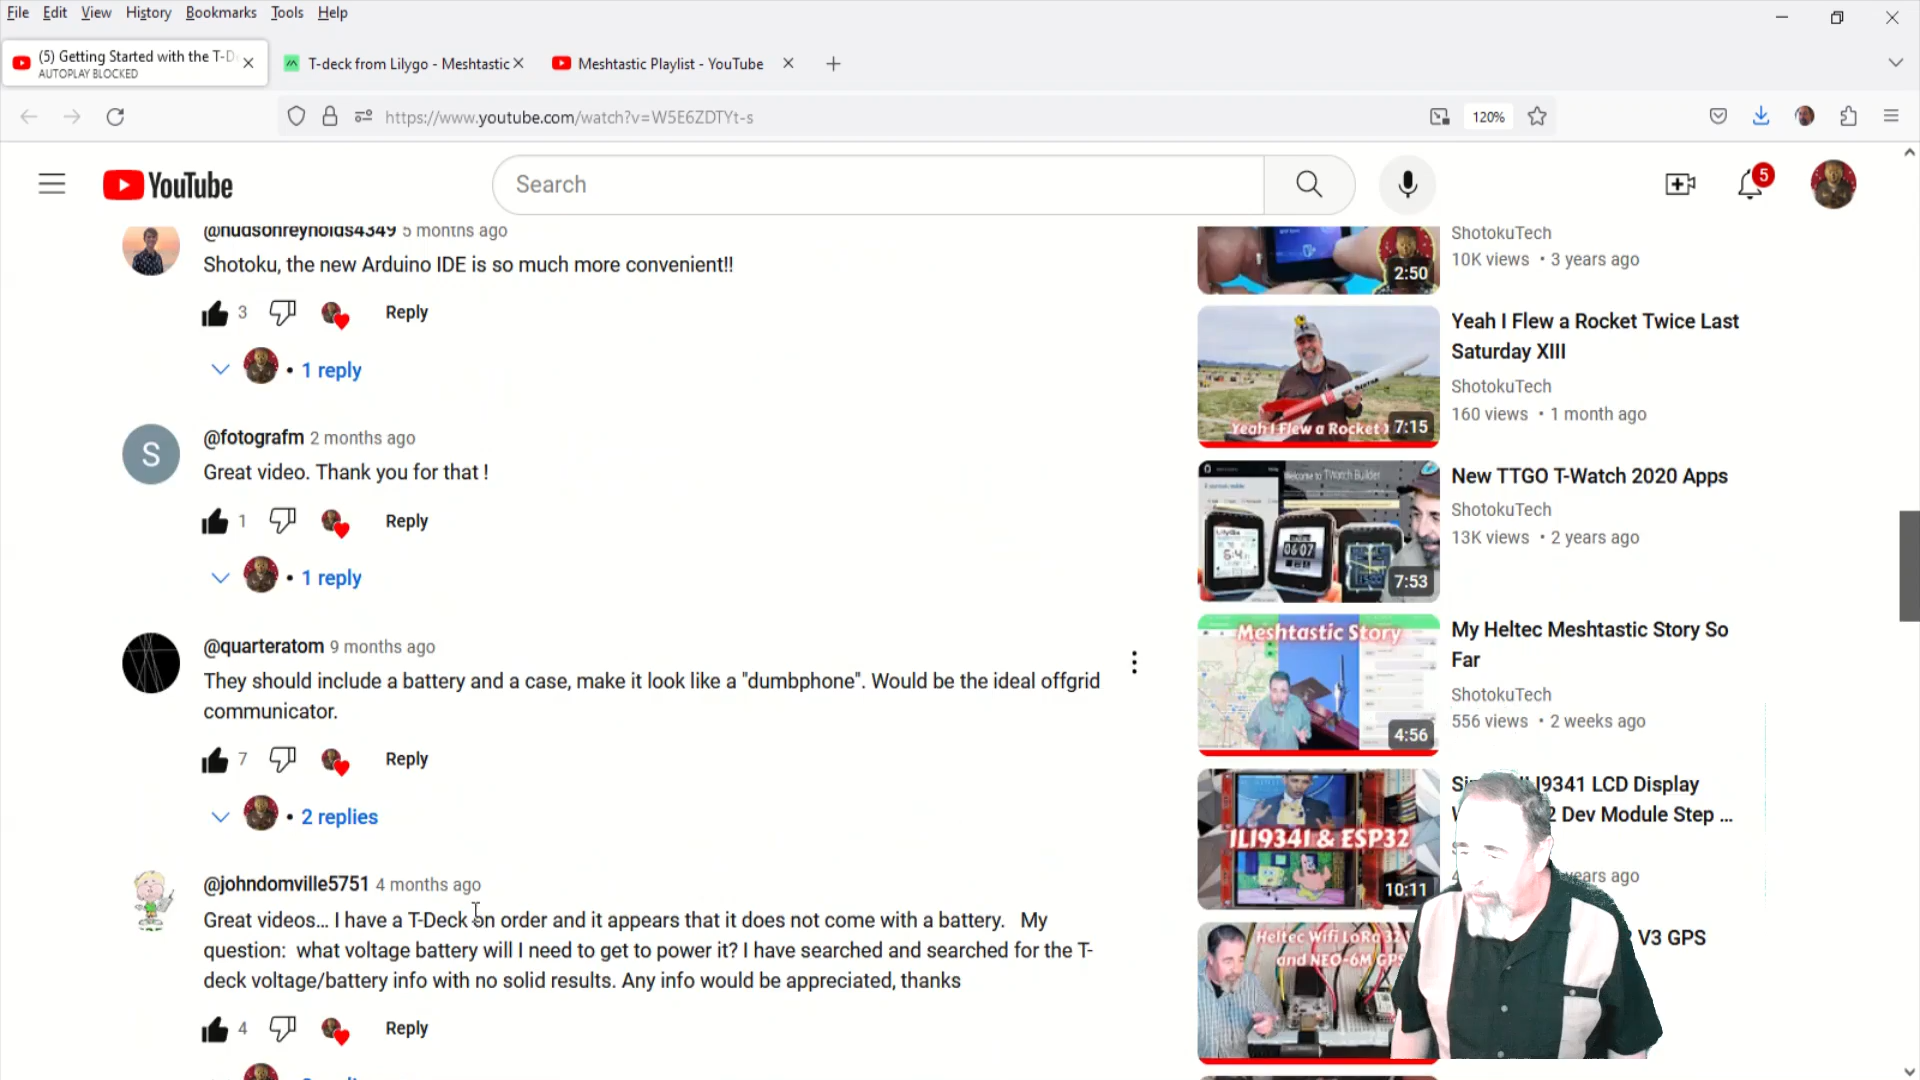 File Edit View History Bookmarks Tools Help
(5) Getting Started with the T-D
AUTOPLAY BLOCKED
T-deck from Lilygo - Meshtastic
Meshtastic Playlist - YouTube
https://www.youtube.com/watch?v=W5E6ZDTYt-s
120%
YouTube
Search
5
@hudsonreynolds4349 5 months ago
Shotoku, the new Arduino IDE is so much more convenient!!
3 Reply
• 1 reply
@fotografm 2 months ago
S
Great video. Thank you for that !
1 Reply
• 1 reply
@quarteratom 9 months ago
They should include a battery and a case, make it look like a "dumbphone". Would be the ideal offgrid
communicator.
7 Reply
• 2 replies
@johndomville5751 4 months ago
Great videos... I have a T-Deck on order and it appears that it does not come with a battery. My
question: what voltage battery will I need to get to power it? I have searched and searched for the T-
deck voltage/battery info with no solid results. Any info would be appreciated, thanks
4 Reply
2:50
ShotokuTech
10K views • 3 years ago
Yeah I Flew a Rocket
7:15
Yeah I Flew a Rocket Twice Last
Saturday XIII
ShotokuTech
160 views • 1 month ago
Welcome to TWatch Builder
06:07
7:53
New TTGO T-Watch 2020 Apps
ShotokuTech
13K views • 2 years ago
Meshtastic Story
4:56
My Heltec Meshtastic Story So
Far
ShotokuTech
556 views • 2 weeks ago
ILI9341 & ESP32
10:11
I9341 LCD Display
2 Dev Module Step ...
years ago
Heltec Wifi LoRa 32
and NEO-6M GPS
V3 GPS